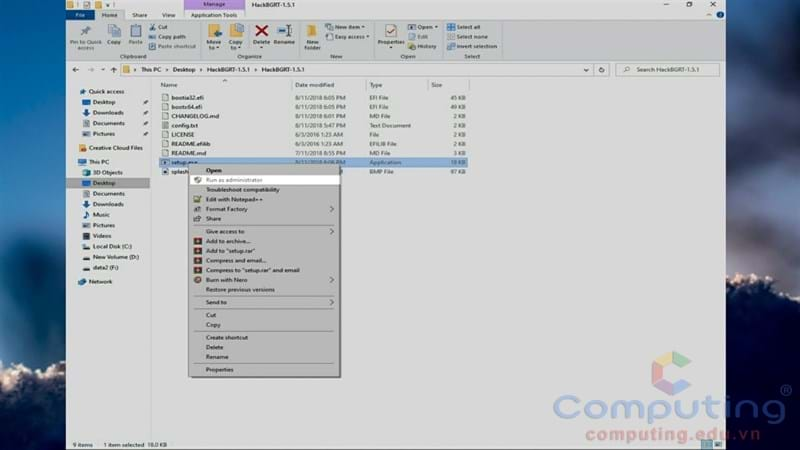 Manage HackBGRT-1.5.1
File Home Share View Application Tools
Pin to Quick access
Copy
Paste
Cut
Copy path
Paste shortcut
Move to
Copy to
Delete
Rename
New folder
New item
Easy access
Properties
Open
Edit
History
Select all
Select none
Invert selection
Clipboard Organize New Open Select
This PC > Desktop > HackBGRT-1.5.1 > HackBGRT-1.5.1
Search HackBGRT-1.5.1
Quick access
Desktop
Downloads
Documents
Pictures
Creative Cloud Files
This PC
3D Objects
Desktop
Documents
Downloads
Music
Pictures
Videos
Local Disk (C:)
New Volume (D:)
data2 (F:)
Network
Name Date modified Type Size
bootia32.efi 8/11/2018 6:05 PM EFI File 45 KB
bootx64.efi 8/11/2018 6:05 PM EFI File 49 KB
CHANGELOG.md 8/11/2018 6:01 PM MD File 2 KB
config.txt 8/11/2018 5:47 PM Text Document 2 KB
LICENSE 6/3/2016 1:23 AM File 2 KB
README.efilib 6/3/2016 1:23 AM EFILIB File 2 KB
README.md 7/11/2018 8:55 PM MD File 3 KB
setup.exe 8/11/2018 6:06 PM Application 18 KB
splash BMP File 97 KB
Open
Run as administrator
Troubleshoot compatibility
Edit with Notepad++
Format Factory
Share
Give access to
Add to archive...
Add to "setup.rar"
Compress and email...
Compress to "setup.rar" and email
Burn with Nero
Restore previous versions
Send to
Cut
Copy
Create shortcut
Delete
Rename
Properties
9 items 1 item selected 18.0 KB
Computing®
computing.edu.vn